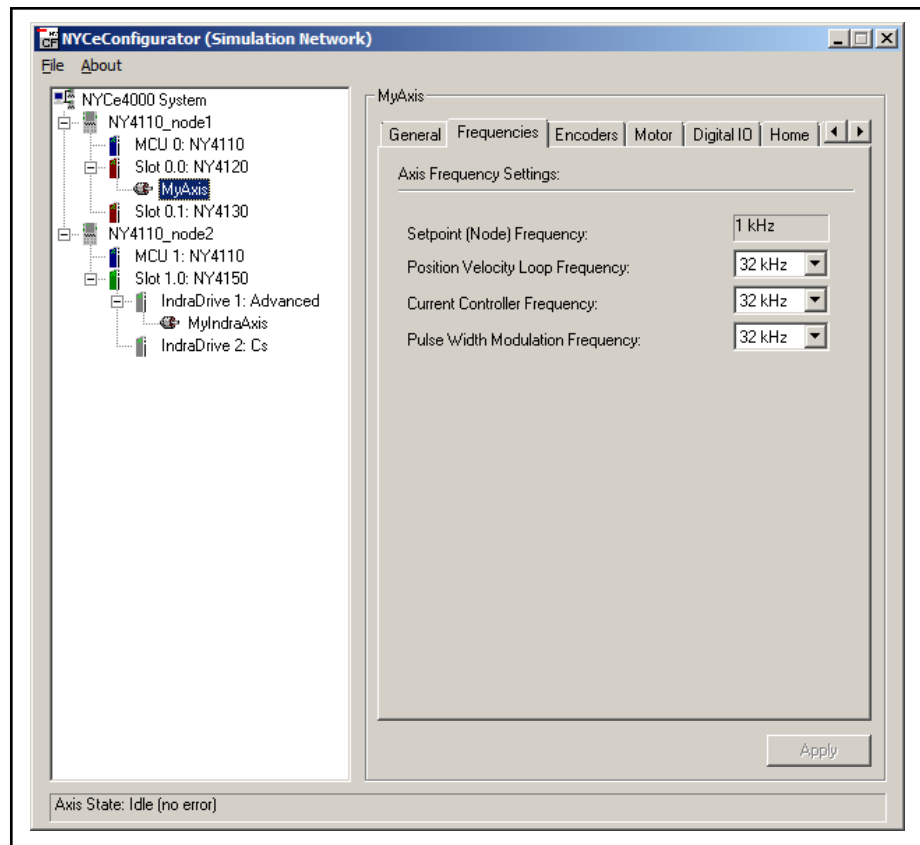 NYCeConfigurator (Simulation Network)
File About
NYCe4000 System
NY4110_node1
MCU 0: NY4110
Slot 0.0: NY4120
MyAxis
Slot 0.1: NY4130
NY4110_node2
MCU 1: NY4110
Slot 1.0: NY4150
IndraDrive 1: Advanced
MyIndraAxis
IndraDrive 2: Cs
MyAxis
General Frequencies Encoders Motor Digital IO Home
Axis Frequency Settings:
Setpoint (Node) Frequency: 1 kHz
Position Velocity Loop Frequency: 32 kHz
Current Controller Frequency: 32 kHz
Pulse Width Modulation Frequency: 32 kHz
Apply
Axis State: Idle (no error)